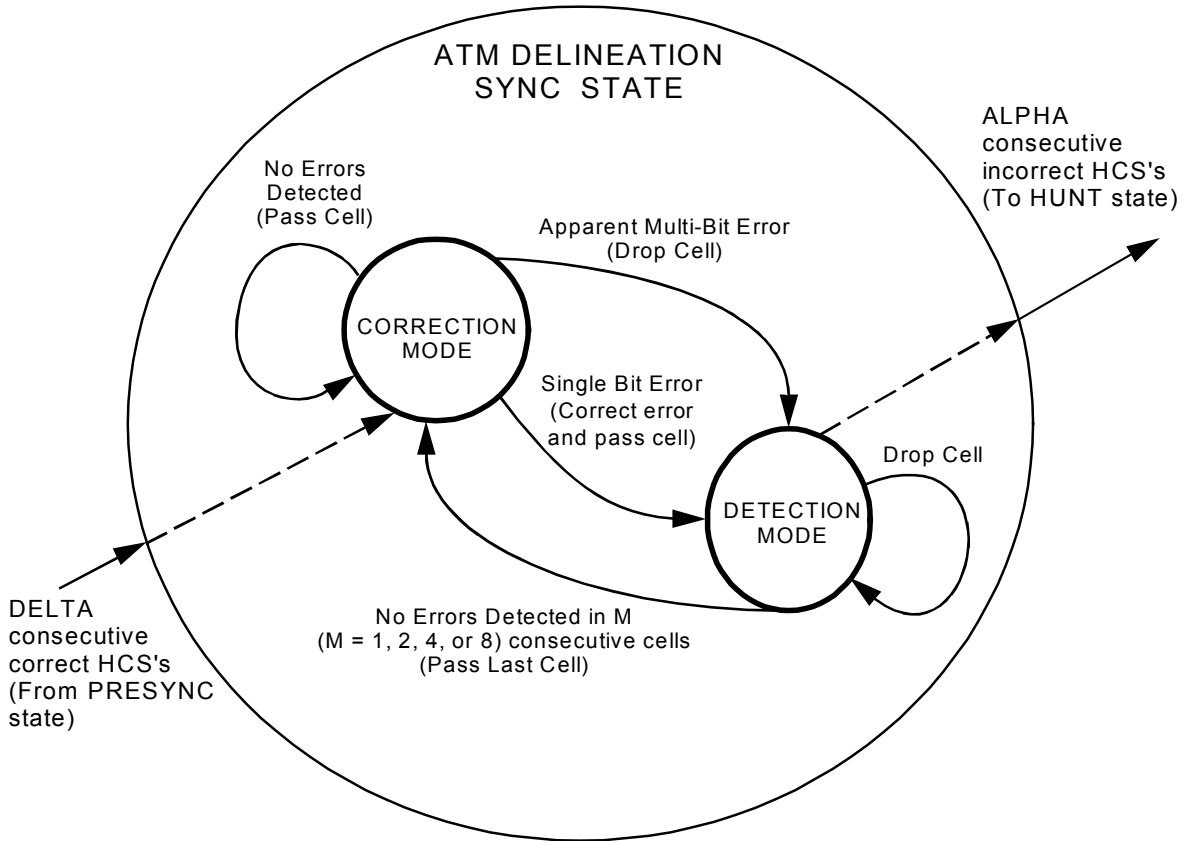 ATM DELINEATION
SYNC STATE
ALPHA
consecutive
incorrect HCS's
(To HUNT state)
No Errors
Detected
(Pass Cell)
Apparent Multi-Bit Error
(Drop Cell)
CORRECTION
MODE
Single Bit Error
(Correct error
and pass cell)
Drop Cell
DETECTION
MODE
No Errors Detected in M
(M = 1, 2, 4, or 8) consecutive cells
(Pass Last Cell)
DELTA
consecutive
correct HCS's
(From PRESYNC
state)